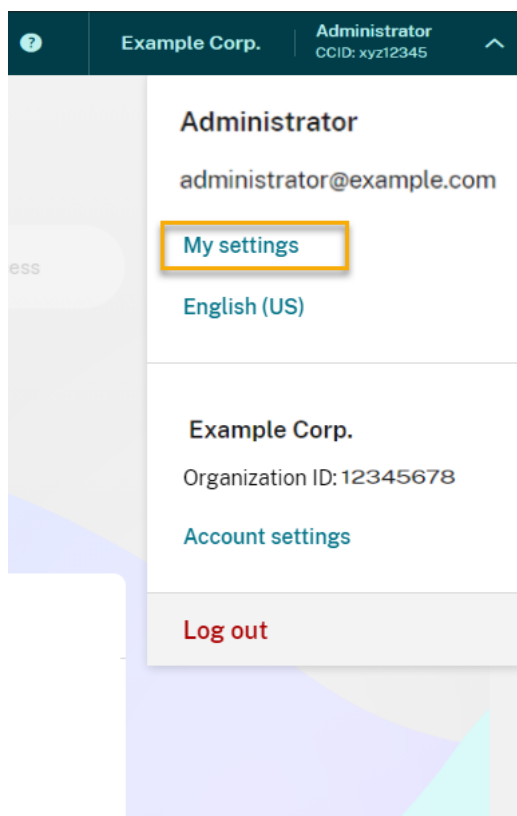 ?
Example Corp.
Administrator
CCID: xyz12345
Administrator
administrator@example.com
ess
My settings
English (US)
Example Corp.
Organization ID: 12345678
Account settings
Log out